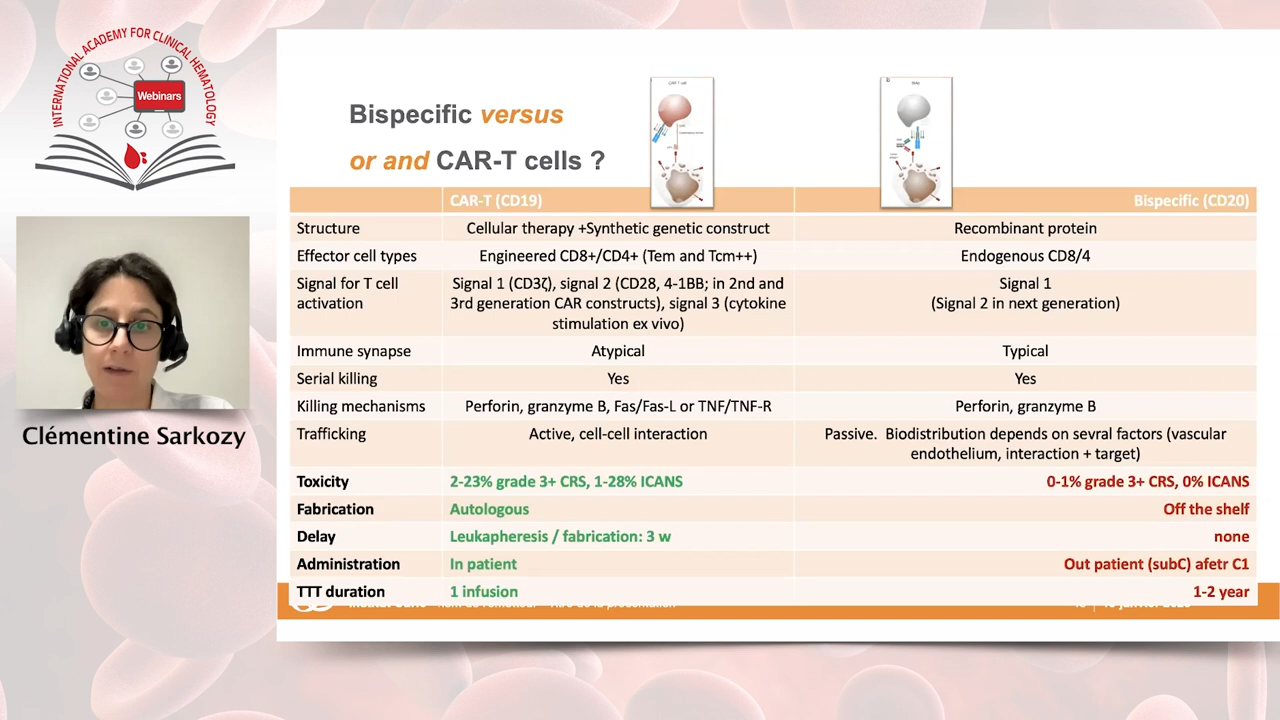 INTERNATIONAL ACADEMY FOR CLINICAL HEMATOLOGY
Webinars
Clémentine Sarkozy
Bispecific versus
or and CAR-T cells ?
CAR-T (CD19) Bispecific (CD20)
Structure Cellular therapy +Synthetic genetic construct Recombinant protein
Effector cell types Engineered CD8+/CD4+ (Tem and Tcm++) Endogenous CD8/4
Signal for T cell Signal 1 (CD3ζ), signal 2 (CD28, 4-1BB; in 2nd and Signal 1
activation 3rd generation CAR constructs), signal 3 (cytokine (Signal 2 in next generation)
stimulation ex vivo)
Immune synapse Atypical Typical
Serial killing Yes Yes
Killing mechanisms Perforin, granzyme B, Fas/Fas-L or TNF/TNF-R Perforin, granzyme B
Trafficking Active, cell-cell interaction Passive. Biodistribution depends on sevral factors (vascular
endothelium, interaction + target)
Toxicity 2-23% grade 3+ CRS, 1-28% ICANS 0-1% grade 3+ CRS, 0% ICANS
Fabrication Autologous Off the shelf
Delay Leukapheresis / fabrication: 3 w none
Administration In patient Out patient (subC) afetr C1
TTT duration 1 infusion 1-2 year